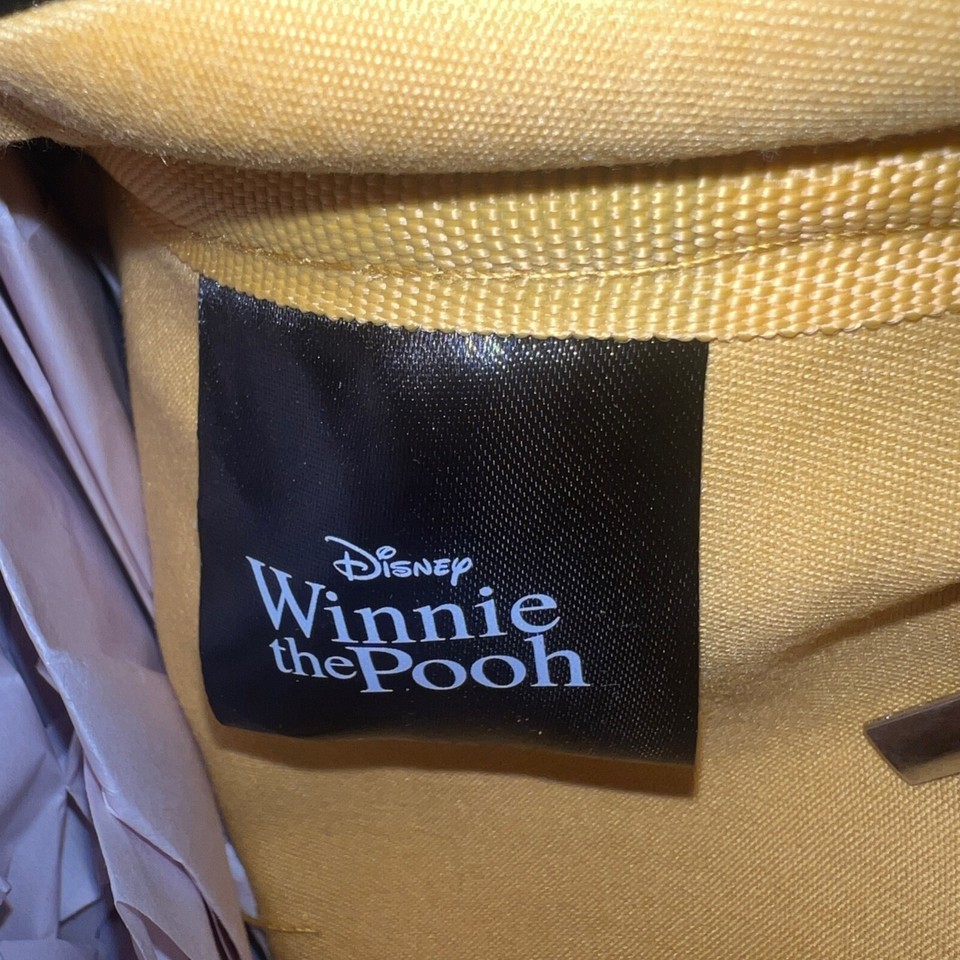 Disney
Winnie
the Pooh